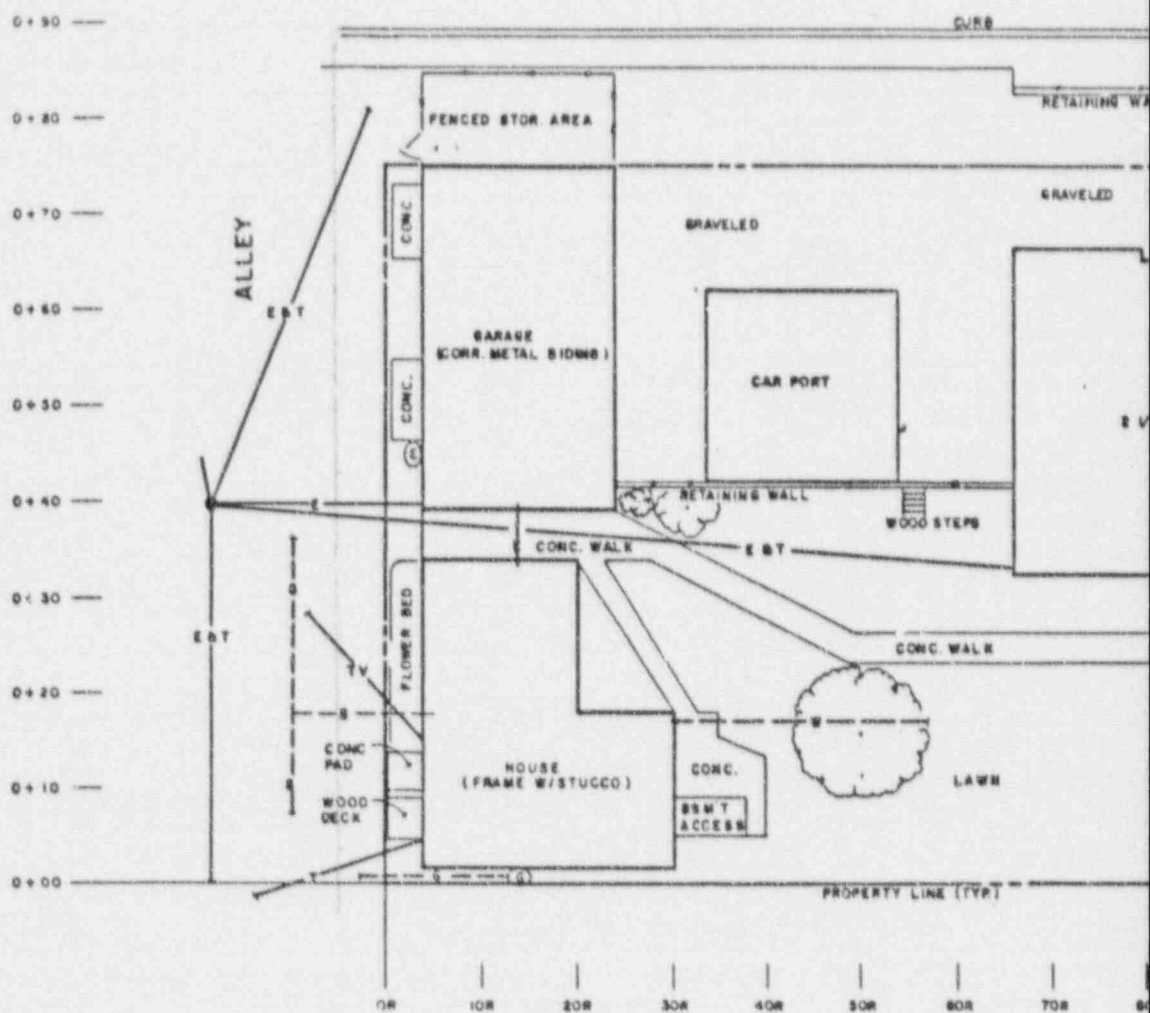 0+90
CURB
RETAINING WA
0+80
FENCED STOR. AREA
0+70
CONC.
GRAVELED
GRAVELED
ALLEY
0+60
E & T
GARAGE
(CORR. METAL SIDING)
CAR PORT
0+50
CONC.
E
0+40
E
RETAINING WALL
WOOD STEPS
E
CONC. WALK
E & T
0+30
FLOWER BED
E & T
CONC. WALK
TV
0+20
W
CONC
PAD
HOUSE
(FRAME W/STUCCO)
CONC.
LAWN
0+10
WOOD
DECK
BSM'T
ACCESS
T
G
G
0+00
PROPERTY LINE (TYP.)
0R
10R
20R
30R
40R
50R
60R
70R